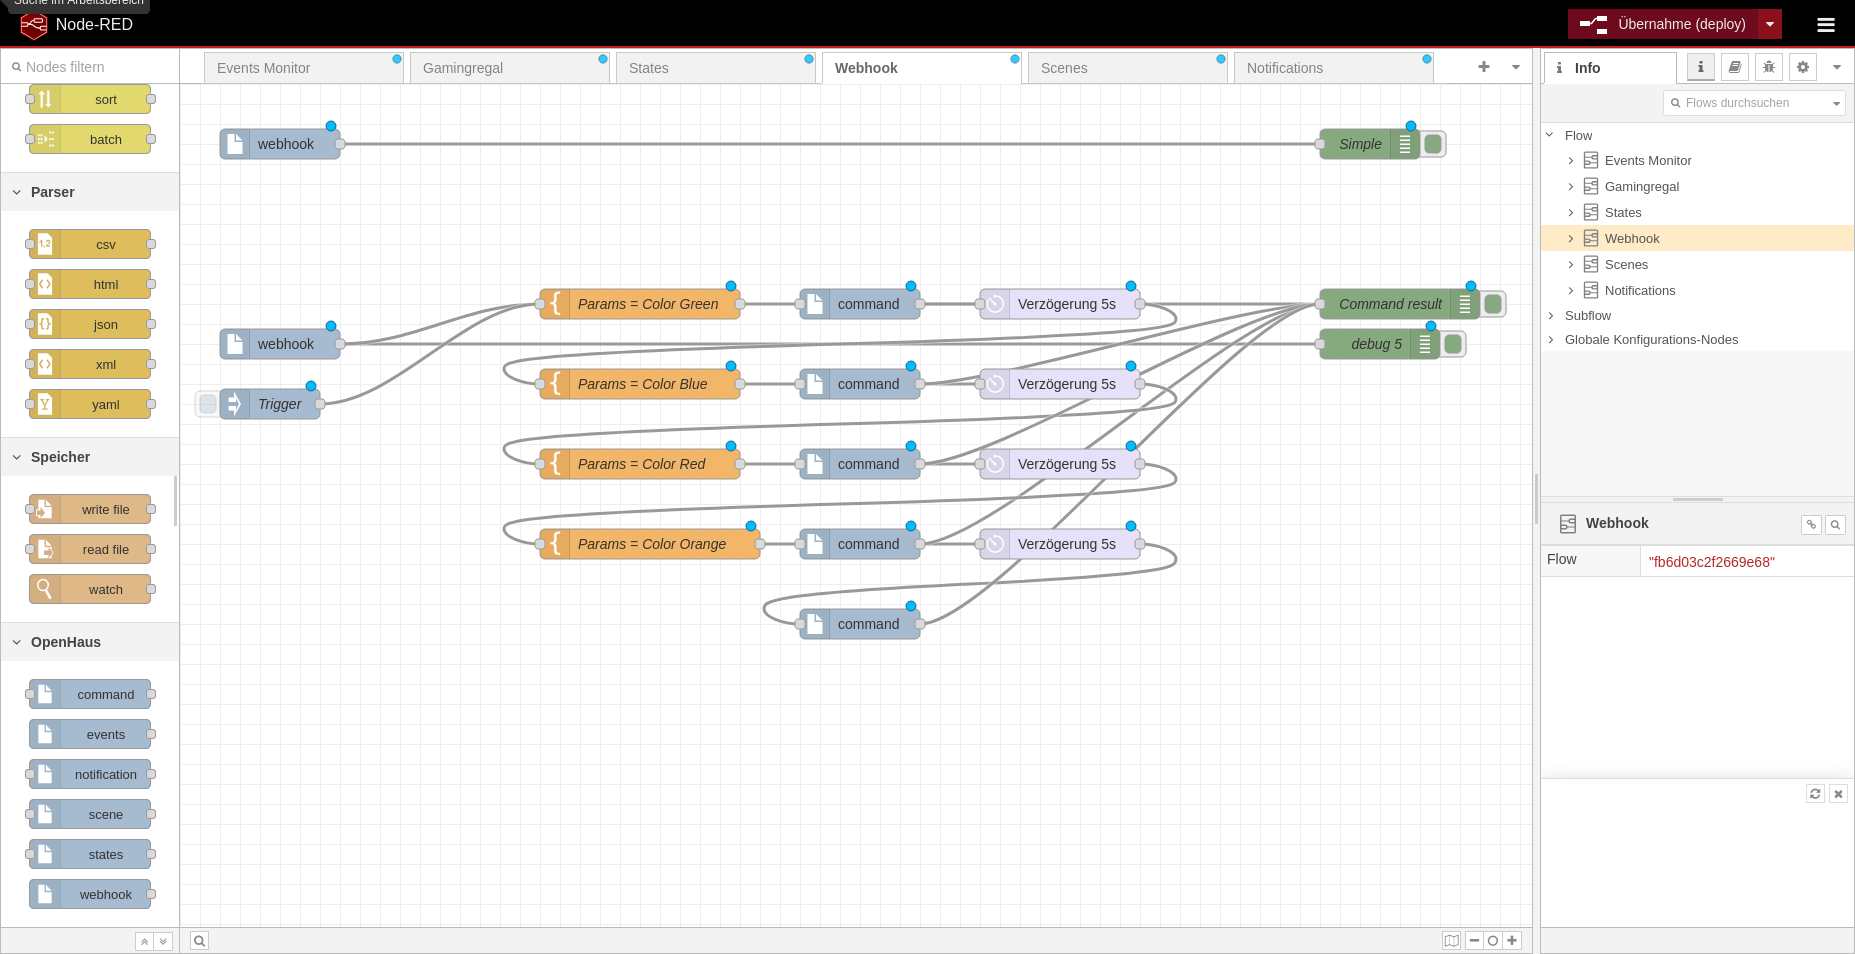 Suche im Arbeitsbereich
Node-RED
Übernahme (deploy)
Nodes filtern
Events Monitor
Gamingregal
States
Webhook
Scenes
Notifications
Info
Flows durchsuchen
sort
batch
Parser
csv
html
json
xml
yaml
Speicher
write file
read file
watch
OpenHaus
command
events
notification
scene
states
webhook
webhook
Simple
Params = Color Green
command
Verzögerung 5s
Command result
webhook
debug 5
Params = Color Blue
command
Verzögerung 5s
Trigger
Params = Color Red
command
Verzögerung 5s
Params = Color Orange
command
Verzögerung 5s
command
Flow
Events Monitor
Gamingregal
States
Webhook
Scenes
Notifications
Subflow
Globale Konfigurations-Nodes
Webhook
Flow
"fb6d03c2f2669e68"